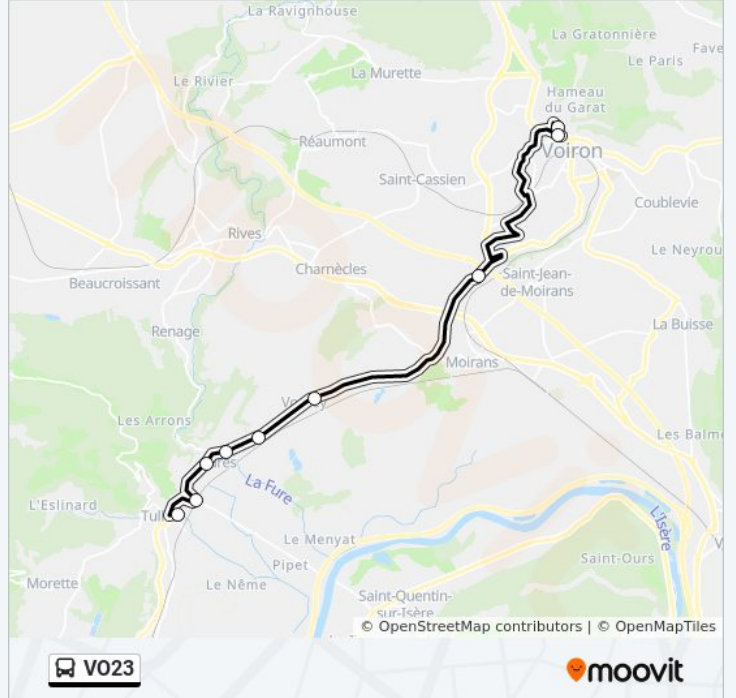 La Ravignhouse
La Gratonnière
Fave
Le Paris
La Murette
Le Rivier
Hameau
du Garat
Réaumont
Voiron
Saint-Cassien
Coublevie
Rives
Le Neyrou
Charnècles
Saint-Jean-
de-Moirans
Beaucroissant
La Buisse
Renage
Moirans
Les Arrons
Les Balme
La Fure
L'Eslinard
L'Isère
Le Menyat
Saint-Ours
Pipet
Morette
Le Nême
Saint-Quentin-
sur-Isère
© OpenStreetMap contributors | © OpenMapTiles
VO23
moovit